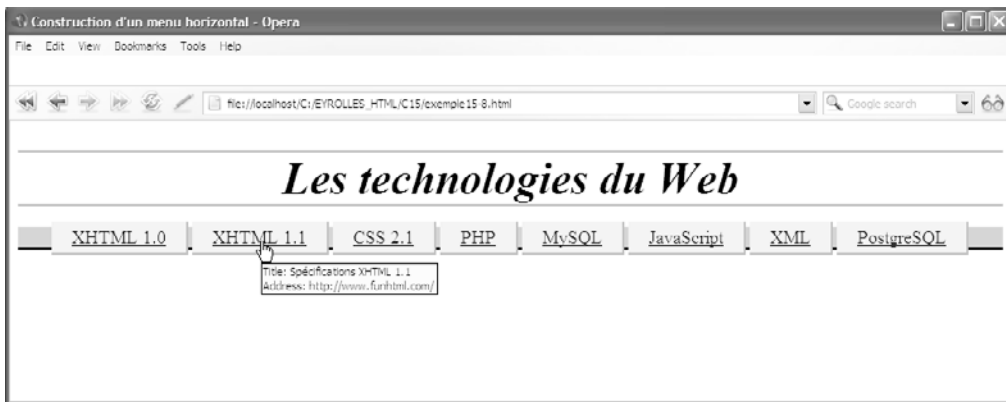 Construction d'un menu horizontal - Opera
File Edit View Bookmarks Tools Help
file://localhost/C:/EYROLLES_HTML/C15/exemple15-8.html Google search
Les technologies du Web
XHTML 1.0 XHTML 1.1 CSS 2.1 PHP MySQL JavaScript XML PostgreSQL
Title: Spécifications XHTML 1.1
Address: http://www.funhtml.com/